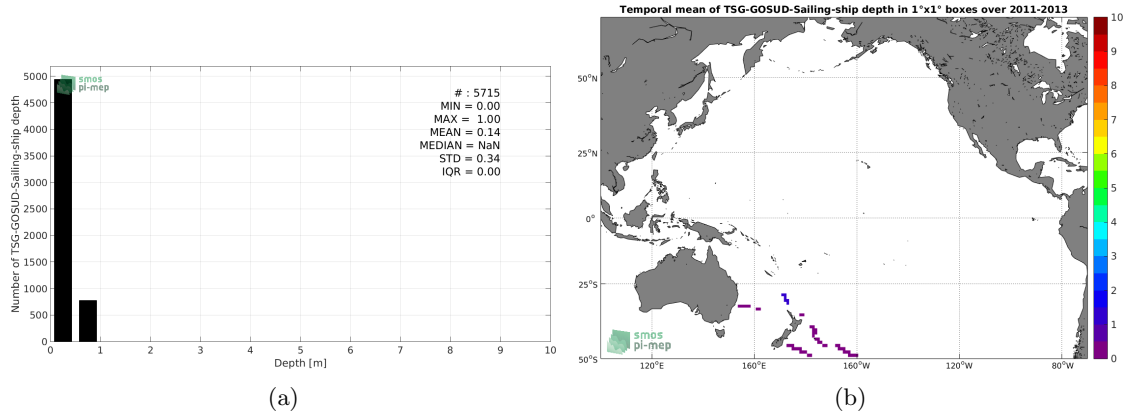 smos
pi-mep
# : 5715
MIN = 0.00
MAX = 1.00
MEAN = 0.14
MEDIAN = NaN
STD = 0.34
IQR = 0.00
5000
4500
4000
3500
3000
2500
2000
1500
1000
500
0
Number of TSG-GOSUD-Sailing-ship depth
0 1 2 3 4 5 6 7 8 9 10
Depth [m]
(a)
Temporal mean of TSG-GOSUD-Sailing-ship depth in 1°x1° boxes over 2011-2013
50°N
25°N
0°
25°S
50°S
120°E 160°E 160°W 120°W 80°W
smos
pi-mep
10
9
8
7
6
5
4
3
2
1
0
(b)